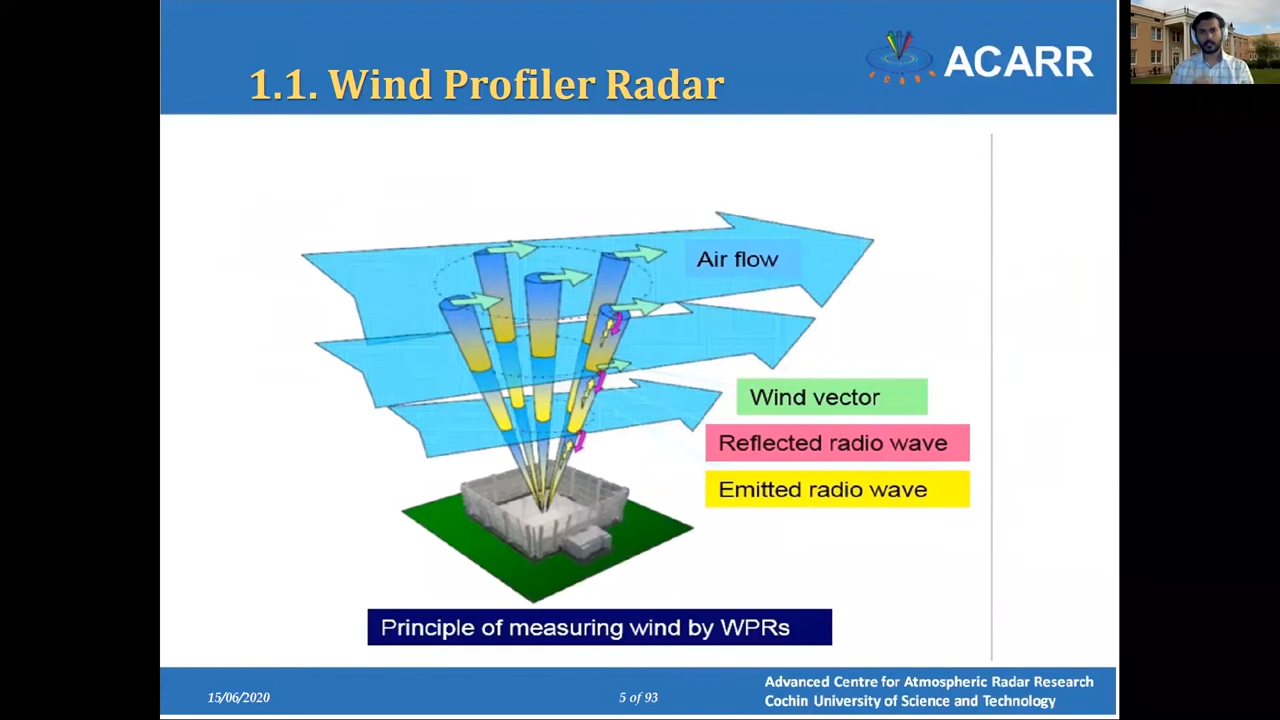 1.1. Wind Profiler Radar
ACARR
Air flow
Wind vector
Reflected radio wave
Emitted radio wave
Principle of measuring wind by WPRs
15/06/2020
5 of 93
Advanced Centre for Atmospheric Radar Research
Cochin University of Science and Technology